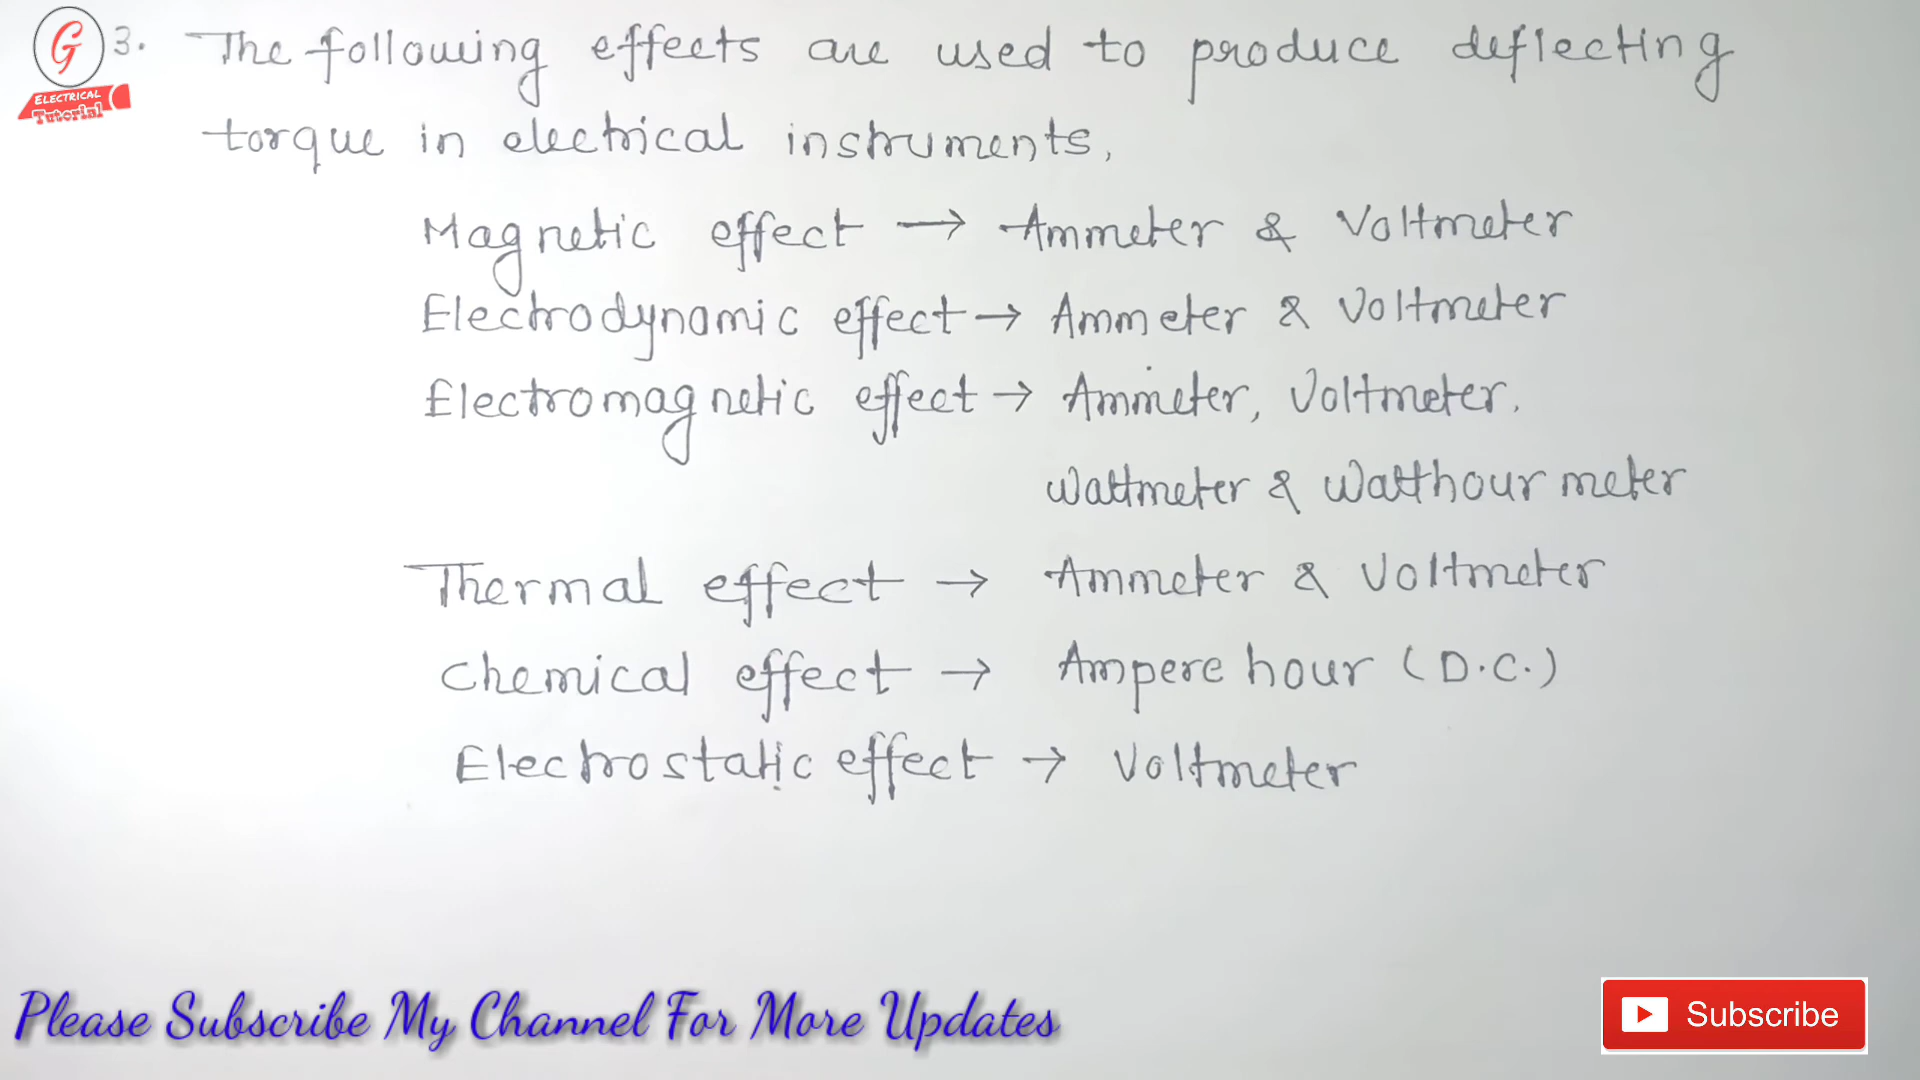 G
ELECTRICAL
Tutorial
3. The following effects are used to produce deflecting
torque in electrical instruments,
Magnetic effect → Ammeter & Voltmeter
Electrodynamic effect → Ammeter & Voltmeter
Electromagnetic effect → Ammeter, Voltmeter.
Wattmeter & Watthour meter
Thermal effect → Ammeter & Voltmeter
Chemical effect → Ampere hour (D.C.)
Electrostatic effect → Voltmeter
Please Subscribe My Channel For More Updates
Subscribe